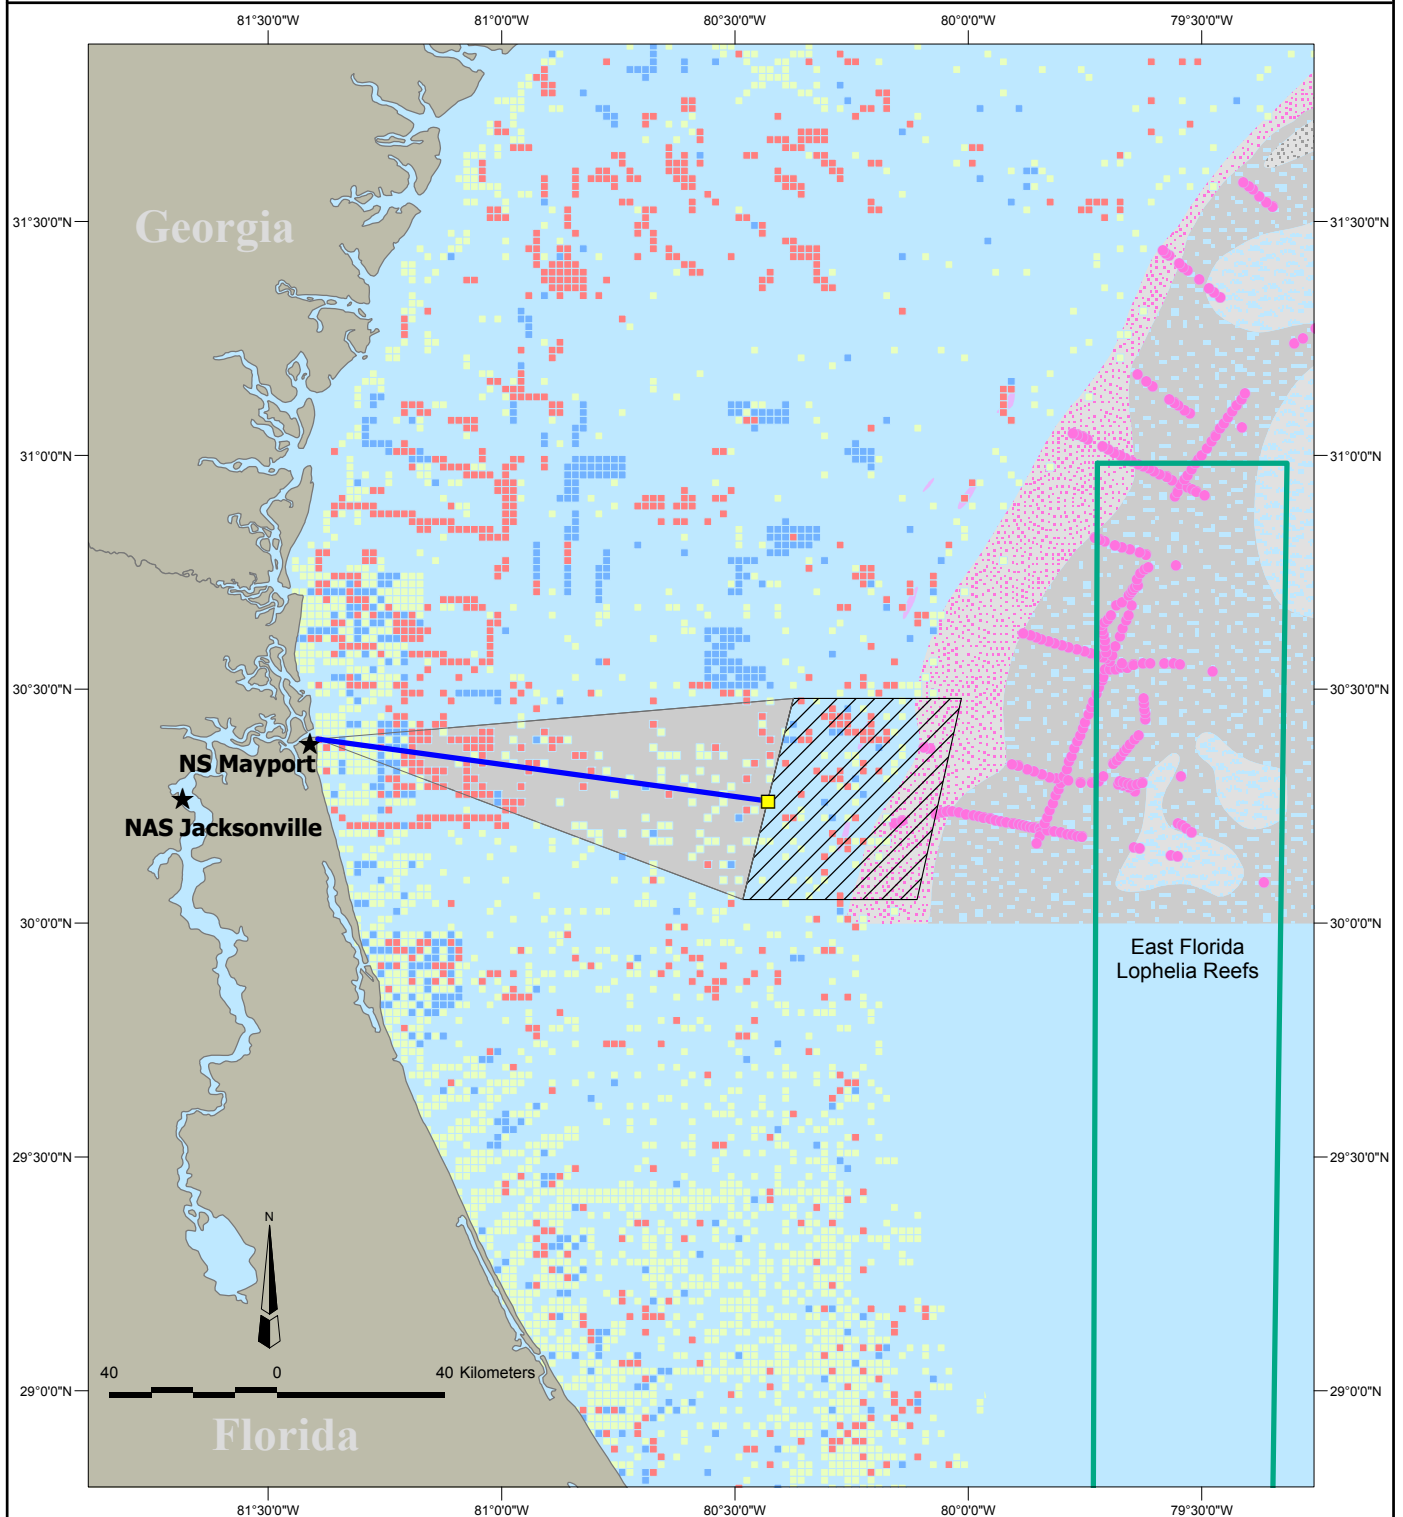 81°30'0"W 81°0'0"W 80°30'0"W 80°0'0"W 79°30'0"W
Georgia
31°30'0"N 31°30'0"N
31°0'0"N 31°0'0"N
30°30'0"N 30°30'0"N
NS Mayport
NAS Jacksonville
30°0'0"N 30°0'0"N
East Florida
Lophelia Reefs
29°30'0"N 29°30'0"N
N
40 0 40 Kilometers
29°0'0"N 29°0'0"N
Florida
81°30'0"W 81°0'0"W 80°30'0"W 80°0'0"W 79°30'0"W